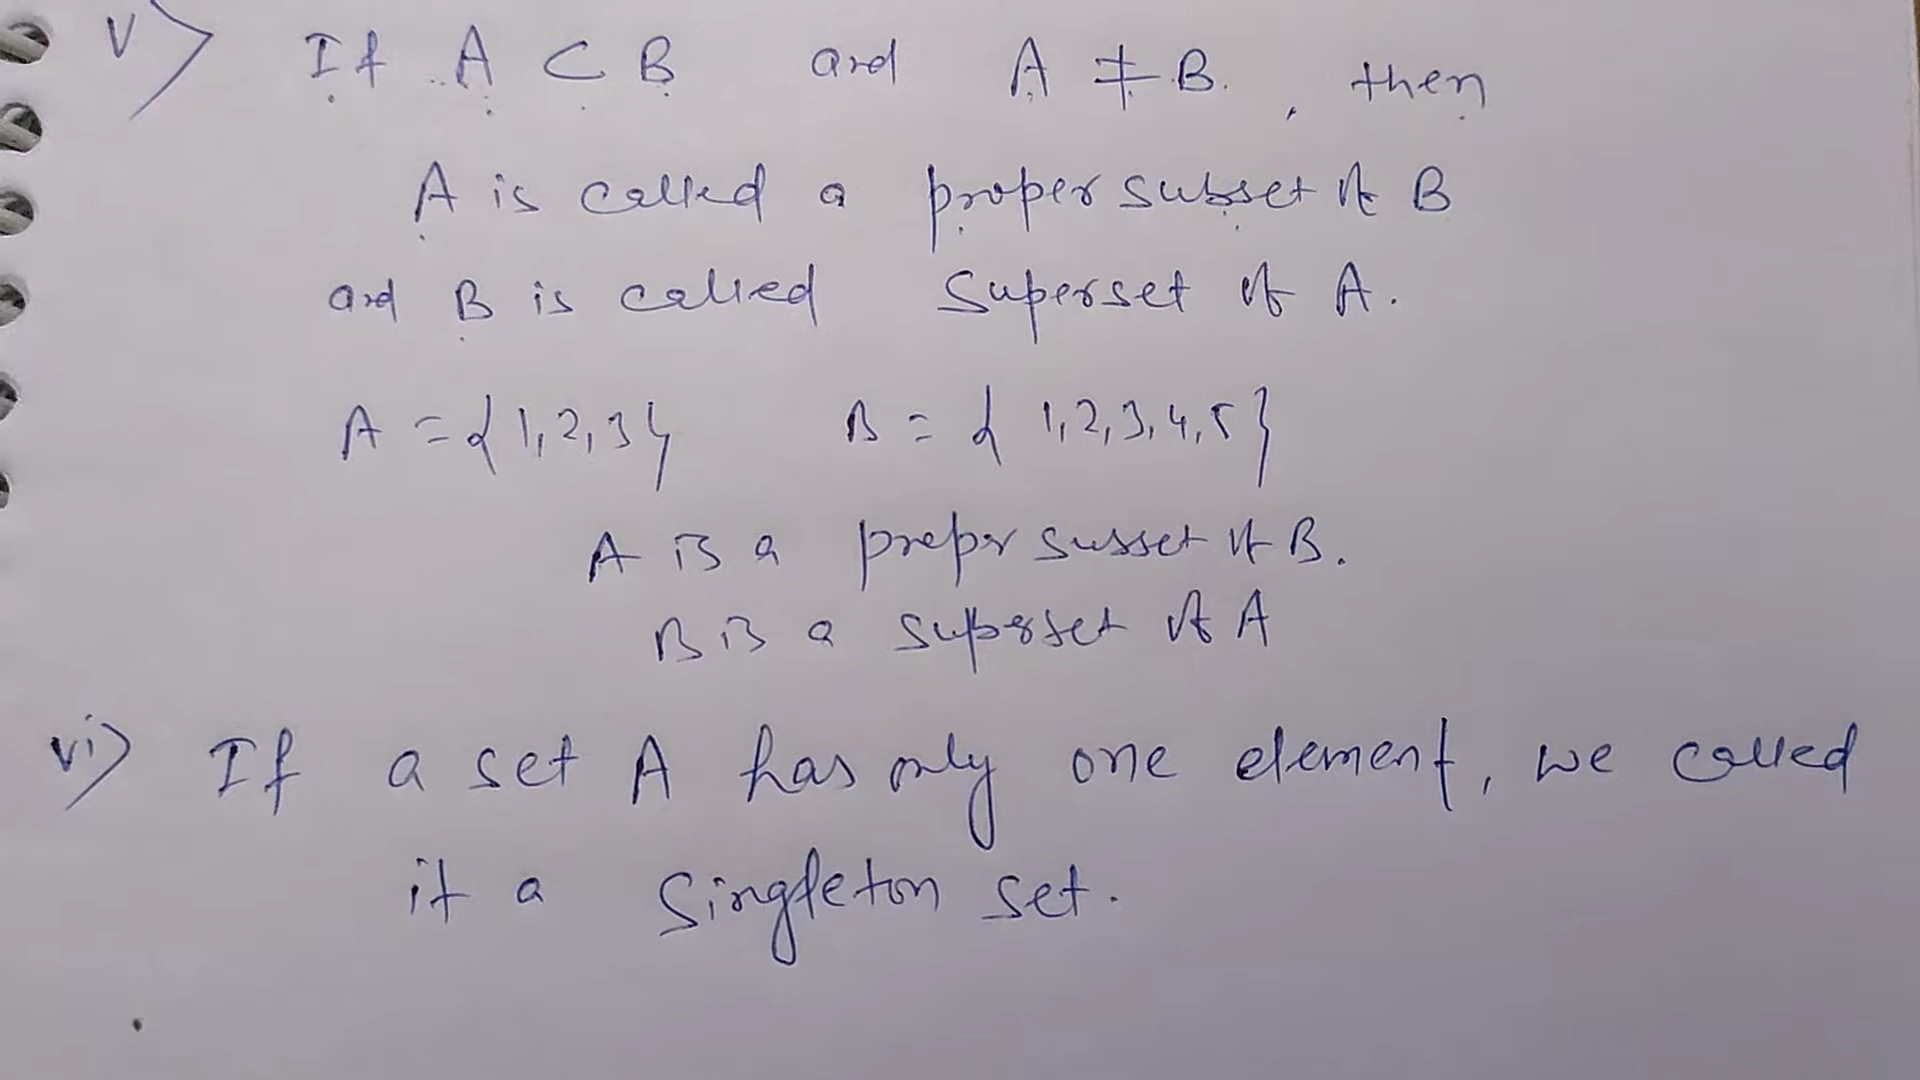 v) If A ⊂ B and A ≠ B, then
A is called a proper subset of B
and B is called Superset of A.
A = {1,2,3} B = {1,2,3,4,5}
A is a proper subset of B.
B is a superset of A
vi) If a set A has only one element, we called
it a Singleton set.